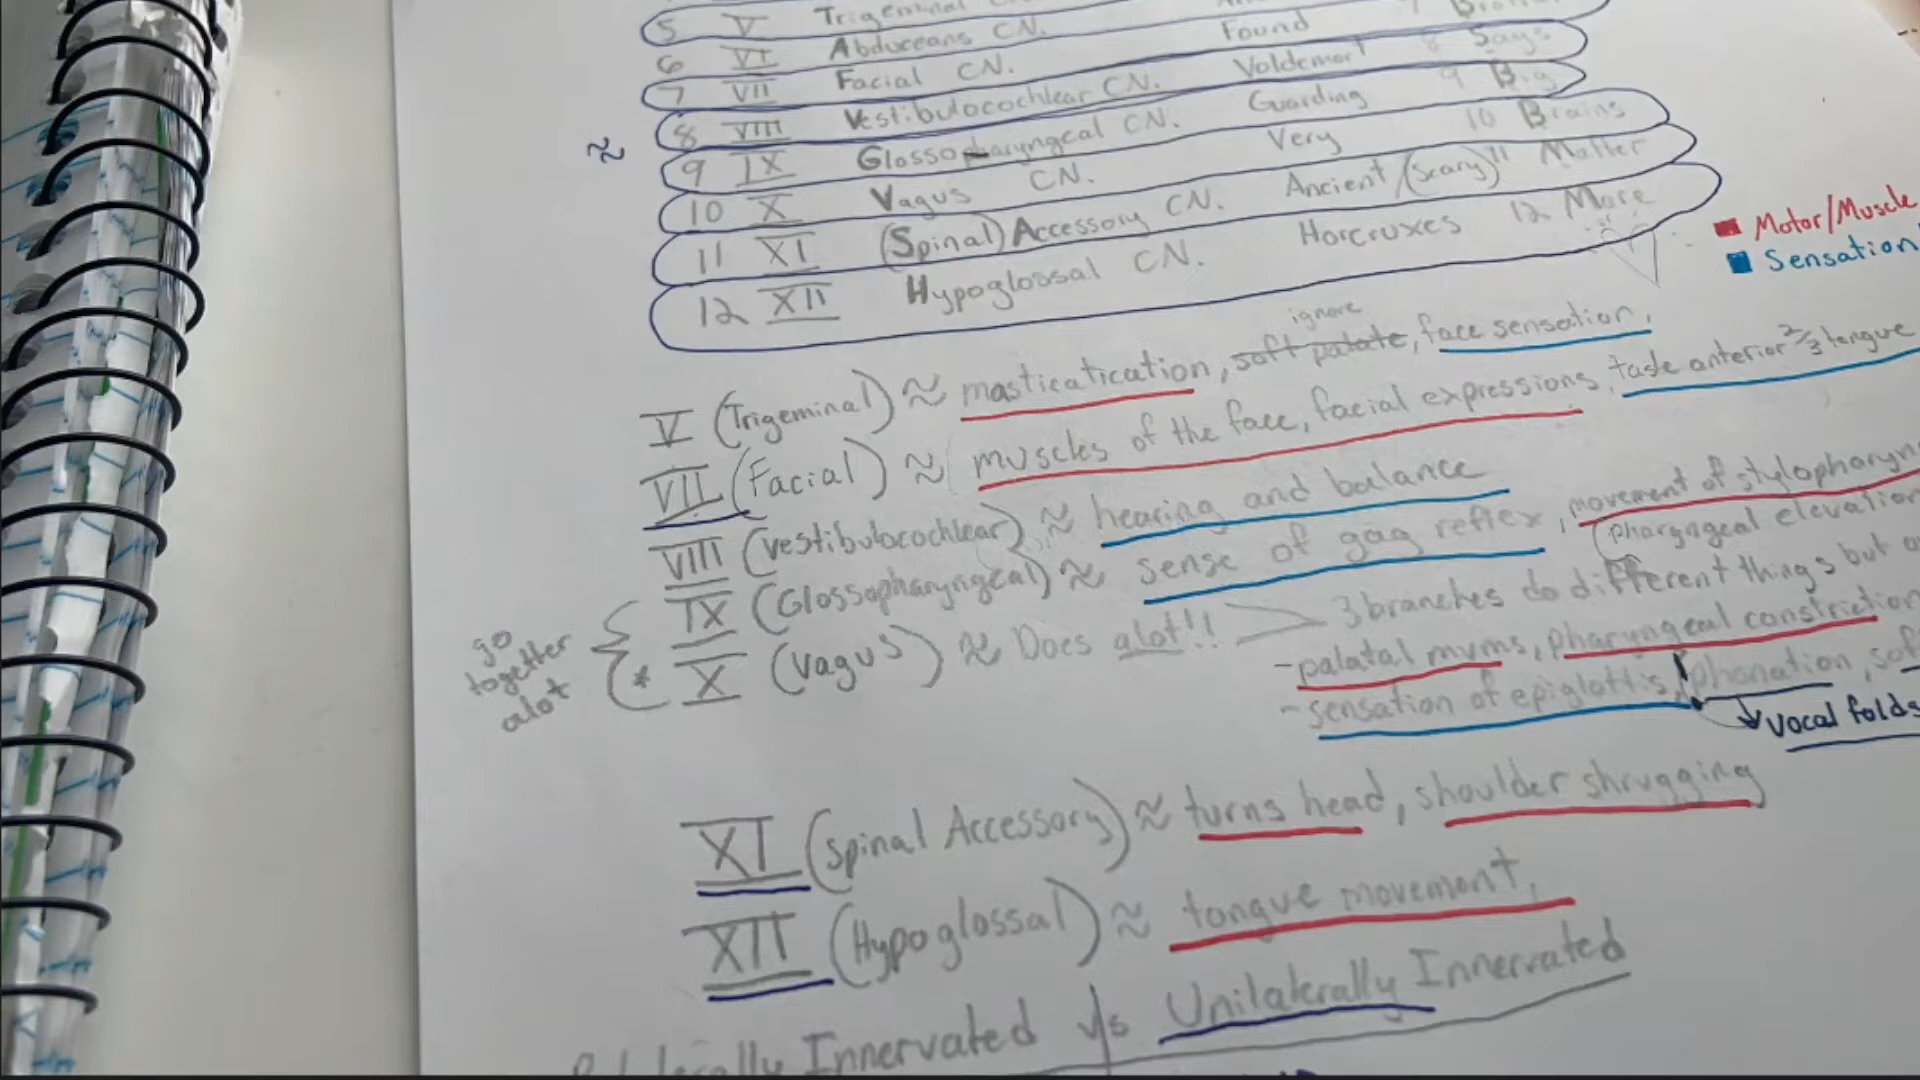 5 V Trigeminal
6 VI Abduceans CN. Found 8 Says
7 VII Facial CN. Voldemort 9 Big
8 VIII Vestibulocochlear CN. Guarding 10 Brains
9 IX Glossopharyngeal CN. Very 11 Matter
10 X Vagus CN. Ancient/(scary) 12 More
11 XI (Spinal) Accessory CN. Horcruxes
12 XII Hypoglossal CN.
Motor/Muscle
Sensation
ignore
V (Trigeminal) ≈ masticatication, soft palate, face sensation,
VII (Facial) ≈ muscles of the face, facial expressions, taste anterior 2/3 tongue
VIII (Vestibulocochlear) ≈ hearing and balance
IX (Glossopharyngeal) ≈ sense of gag reflex, movement of stylopharyn
(pharyngeal elevation
go together alot
* X (Vagus) ≈ Does alot!! > 3 branches do different things but
-palatal mvms, pharyngeal constriction
-sensation of epiglottis, phonation,
↓ vocal folds
XI (Spinal Accessory) ≈ turns head, shoulder shrugging
XII (Hypoglossal) ≈ tongue movement,
Innervated v/s Unilaterally Innervated